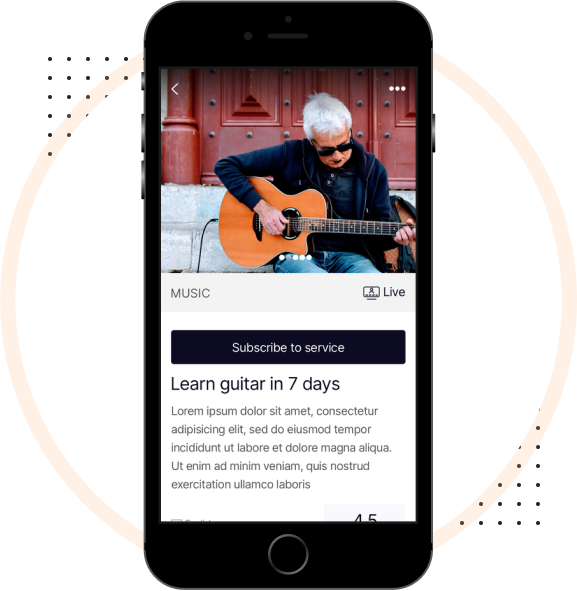 MUSIC
Live
Subscribe to service
Learn guitar in 7 days
Lorem ipsum dolor sit amet, consectetur
adipisicing elit, sed do eiusmod tempor
incididunt ut labore et dolore magna aliqua.
Ut enim ad minim veniam, quis nostrud
exercitation ullamco laboris
4.5